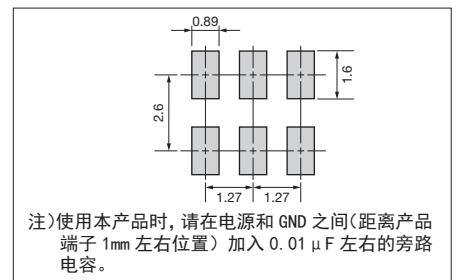 0.89
1.6
2.6
1.27 1.27
注)使用本产品时,请在电源和 GND 之间(距离产品
端子 1mm 左右位置) 加入 0.01 μF 左右的旁路
电容。